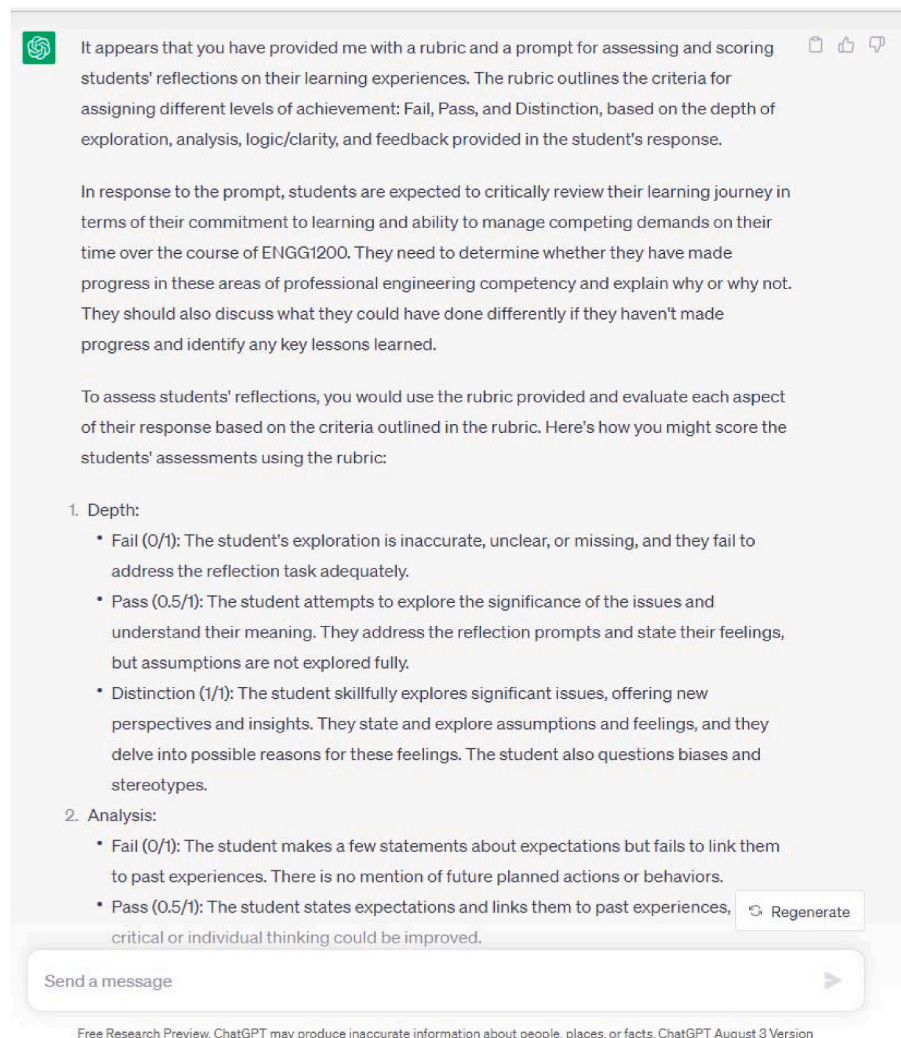 It appears that you have provided me with a rubric and a prompt for assessing and scoring
students' reflections on their learning experiences. The rubric outlines the criteria for
assigning different levels of achievement: Fail, Pass, and Distinction, based on the depth of
exploration, analysis, logic/clarity, and feedback provided in the student's response.
In response to the prompt, students are expected to critically review their learning journey in
terms of their commitment to learning and ability to manage competing demands on their
time over the course of ENGG1200. They need to determine whether they have made
progress in these areas of professional engineering competency and explain why or why not.
They should also discuss what they could have done differently if they haven't made
progress and identify any key lessons learned.
To assess students' reflections, you would use the rubric provided and evaluate each aspect
of their response based on the criteria outlined in the rubric. Here's how you might score the
students' assessments using the rubric:
1. Depth:
• Fail (0/1): The student's exploration is inaccurate, unclear, or missing, and they fail to
address the reflection task adequately.
• Pass (0.5/1): The student attempts to explore the significance of the issues and
understand their meaning. They address the reflection prompts and state their feelings,
but assumptions are not explored fully.
• Distinction (1/1): The student skillfully explores significant issues, offering new
perspectives and insights. They state and explore assumptions and feelings, and they
delve into possible reasons for these feelings. The student also questions biases and
stereotypes.
2. Analysis:
• Fail (0/1): The student makes a few statements about expectations but fails to link them
to past experiences. There is no mention of future planned actions or behaviors.
• Pass (0.5/1): The student states expectations and links them to past experiences,
Regenerate
critical or individual thinking could be improved.
Send a message
Free Research Preview. ChatGPT may produce inaccurate information about people, places, or facts. ChatGPT August 3 Version